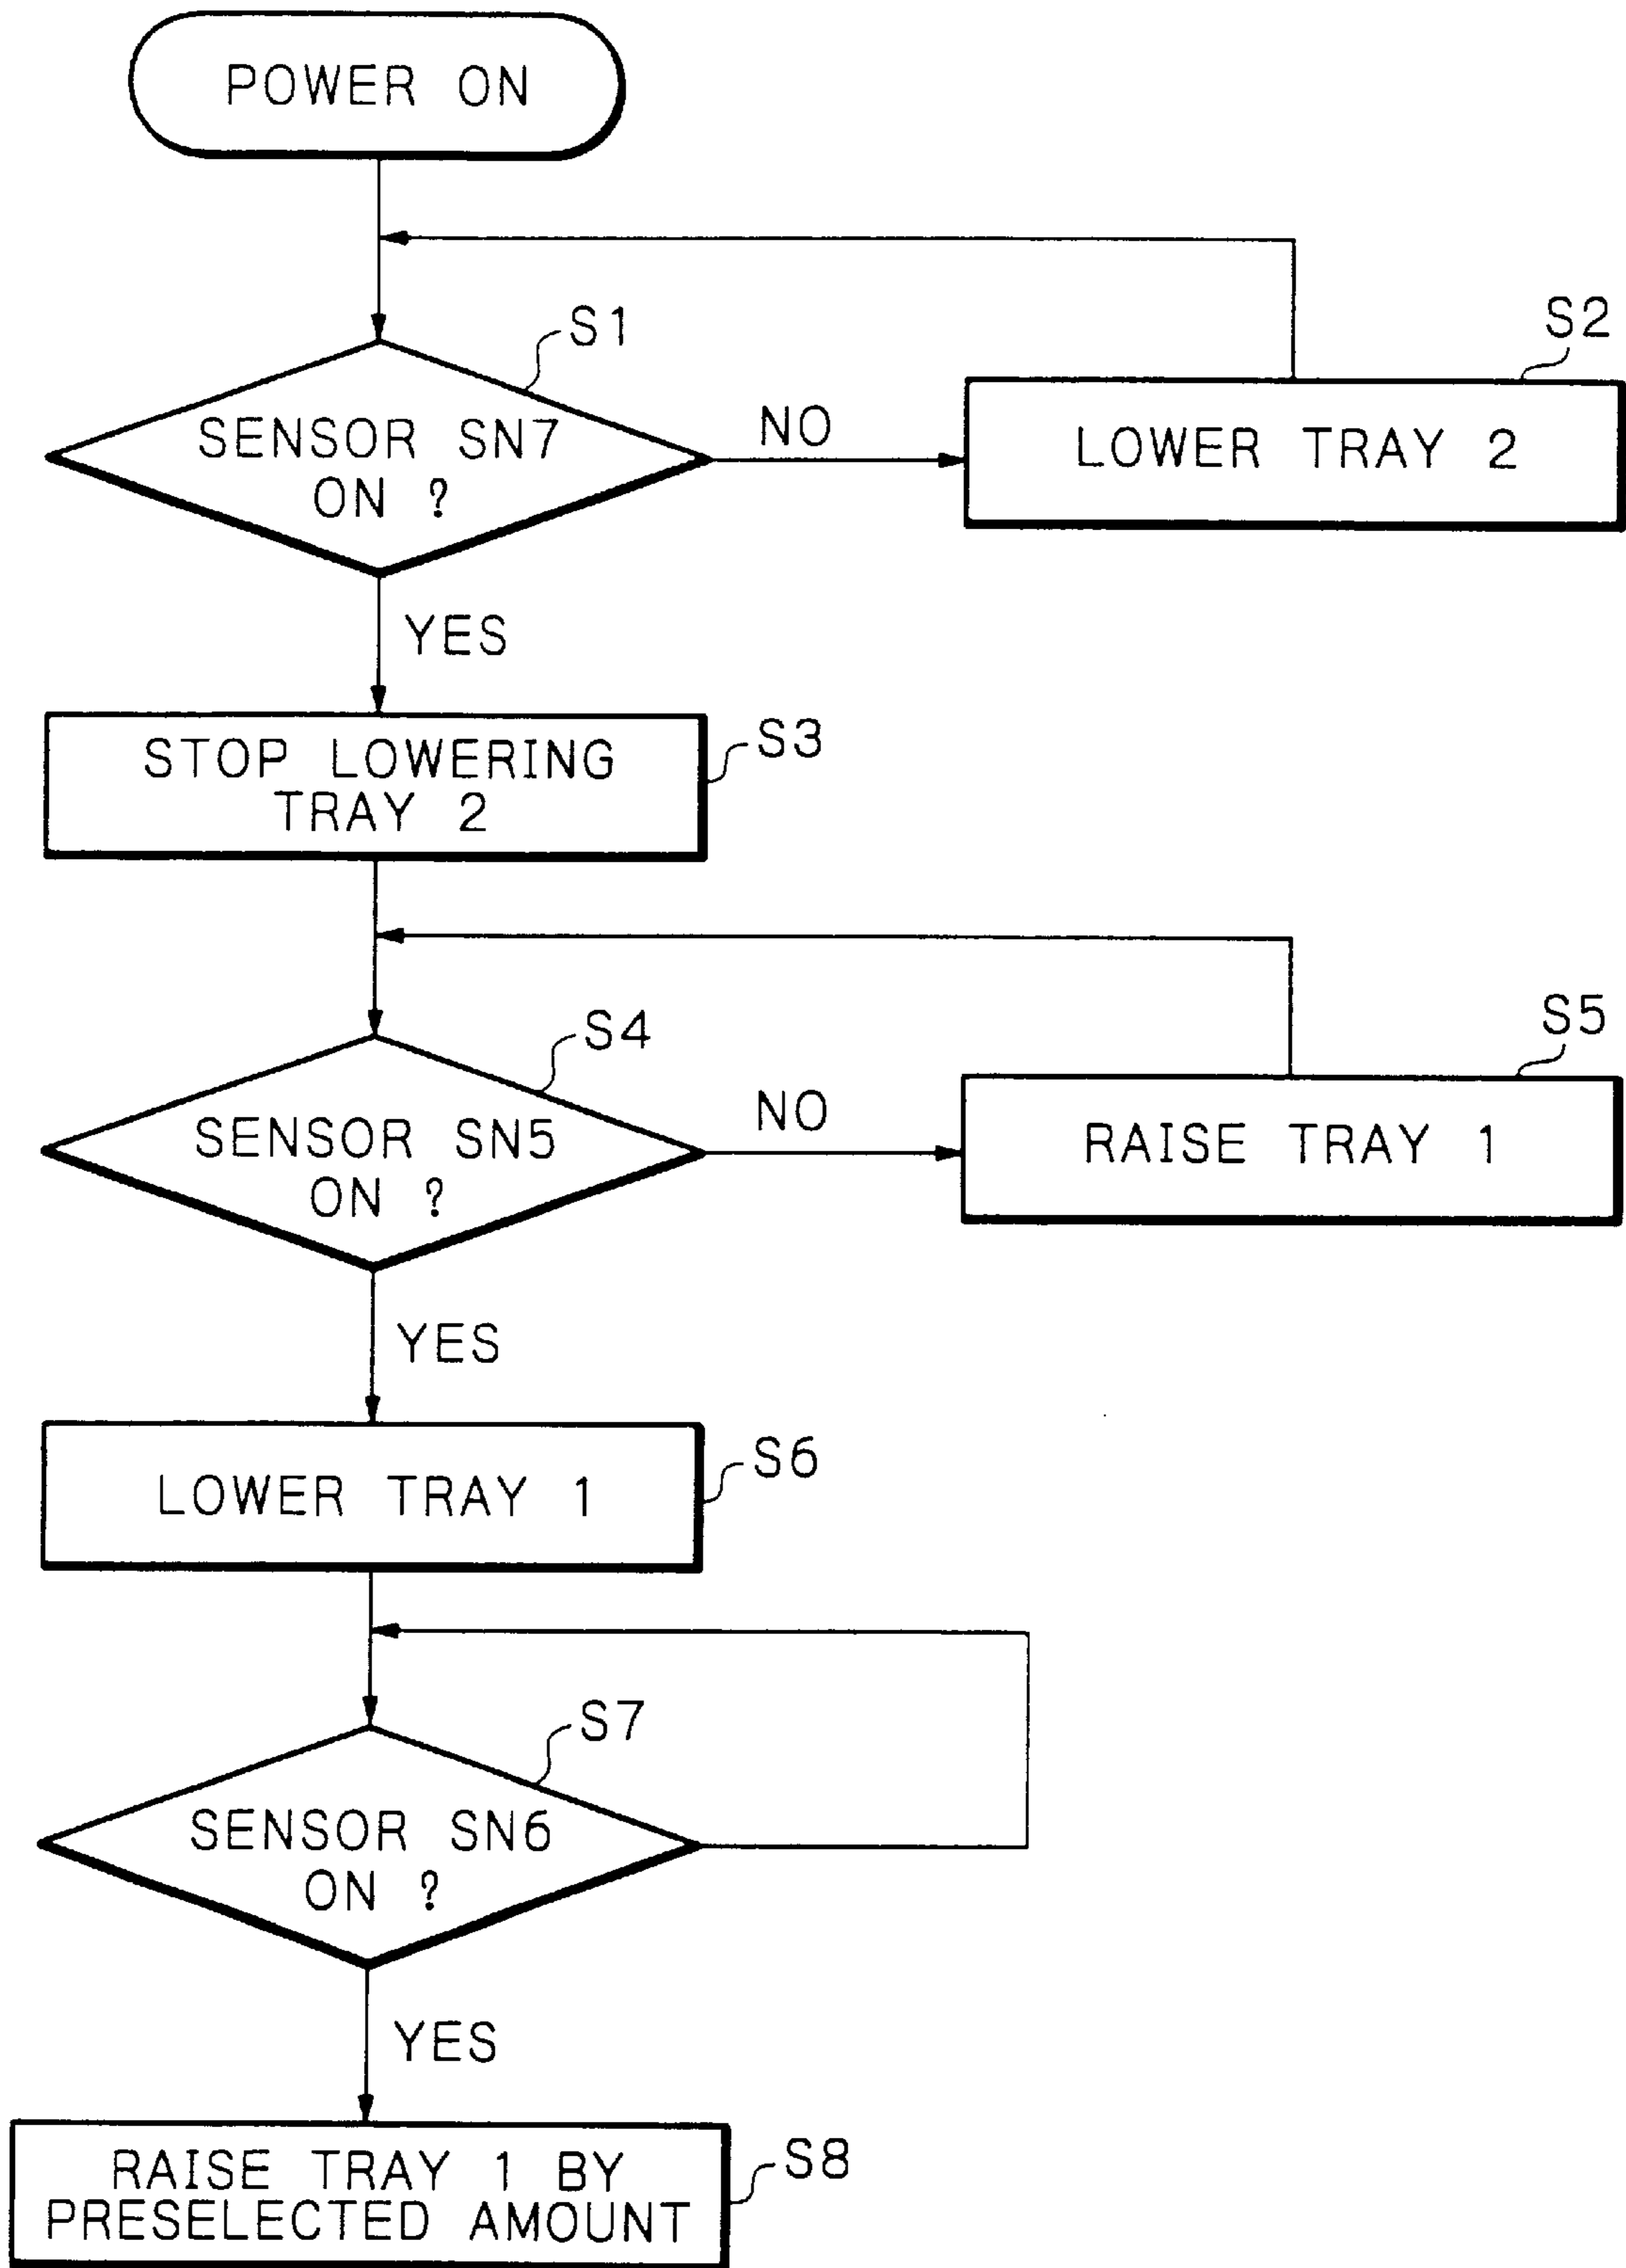 POWER ON
S1
SENSOR SN7
ON ?
NO
S2
LOWER TRAY 2
YES
STOP LOWERING
TRAY 2
S3
S4
SENSOR SN5
ON ?
NO
S5
RAISE TRAY 1
YES
LOWER TRAY 1
S6
S7
SENSOR SN6
ON ?
YES
RAISE TRAY 1 BY
PRESELECTED AMOUNT
S8